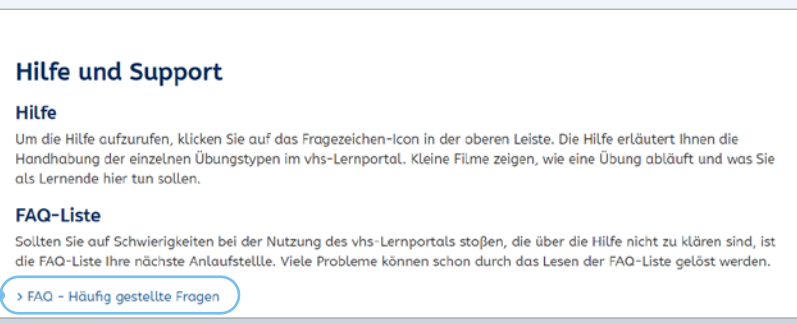 Hilfe und Support
Hilfe
Um die Hilfe aufzurufen, klicken Sie auf das Fragezeichen-Icon in der oberen Leiste. Die Hilfe erläutert Ihnen die
Handhabung der einzelnen Übungstypen im vhs-Lernportal. Kleine Filme zeigen, wie eine Übung abläuft und was Sie
als Lernende hier tun sollen.
FAQ-Liste
Sollten Sie auf Schwierigkeiten bei der Nutzung des vhs-Lernportals stoßen, die über die Hilfe nicht zu klären sind, ist
die FAQ-Liste Ihre nächste Anlaufstellle. Viele Probleme können schon durch das Lesen der FAQ-Liste gelöst werden.
> FAQ - Häufig gestellte Fragen